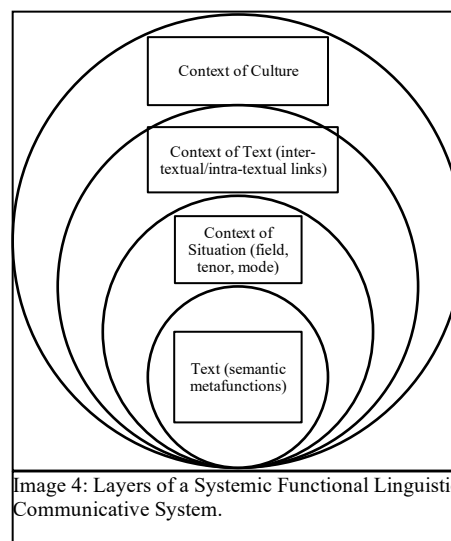 Context of Culture
Context of Text (inter-
textual/intra-textual links)
Context of
Situation (field,
tenor, mode)
Text (semantic
metafunctions)
Image 4: Layers of a Systemic Functional
Communicative System.